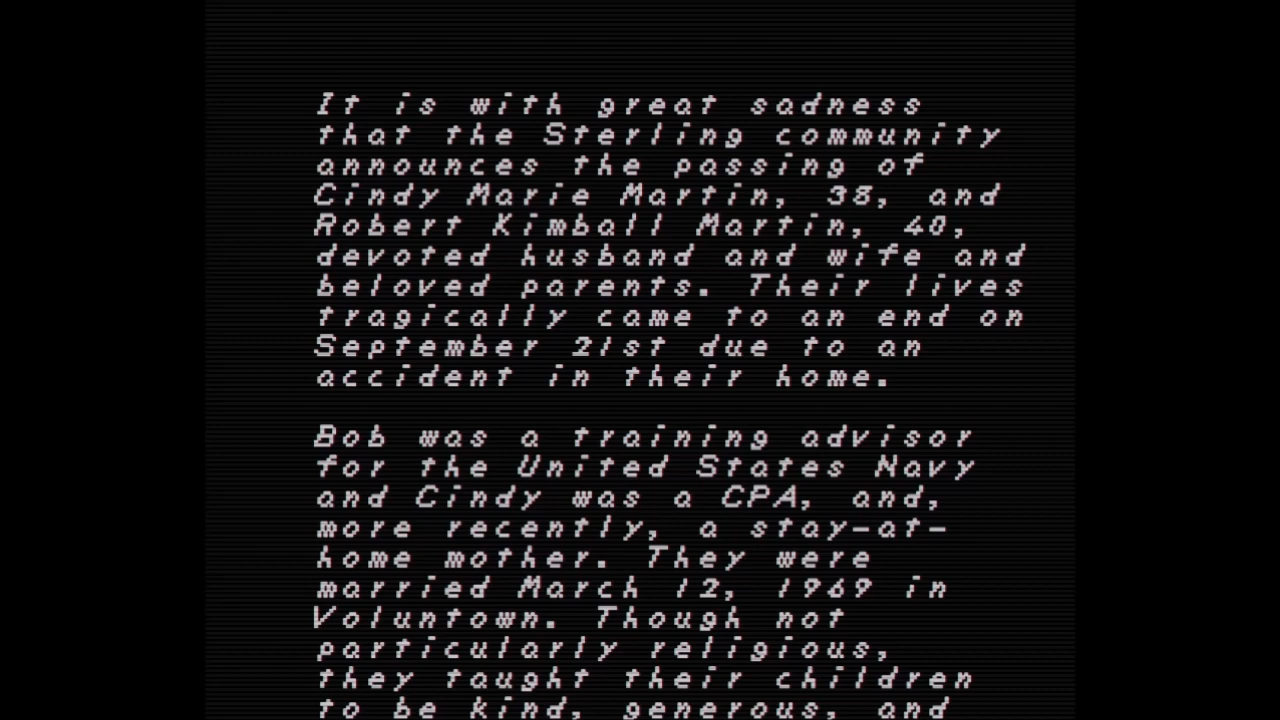 It is with great sadness
that the Sterling community
announces the passing of
Cindy Marie Martin, 38, and
Robert Kimball Martin, 40,
devoted husband and wife and
beloved parents. Their lives
tragically came to an end on
September 21st due to an
accident in their home.
Bob was a training advisor
for the United States Navy
and Cindy was a CPA, and,
more recently, a stay-at-
home mother. They were
married March 12, 1969 in
Voluntown. Though not
particularly religious,
they taught their children
to be kind, generous, and